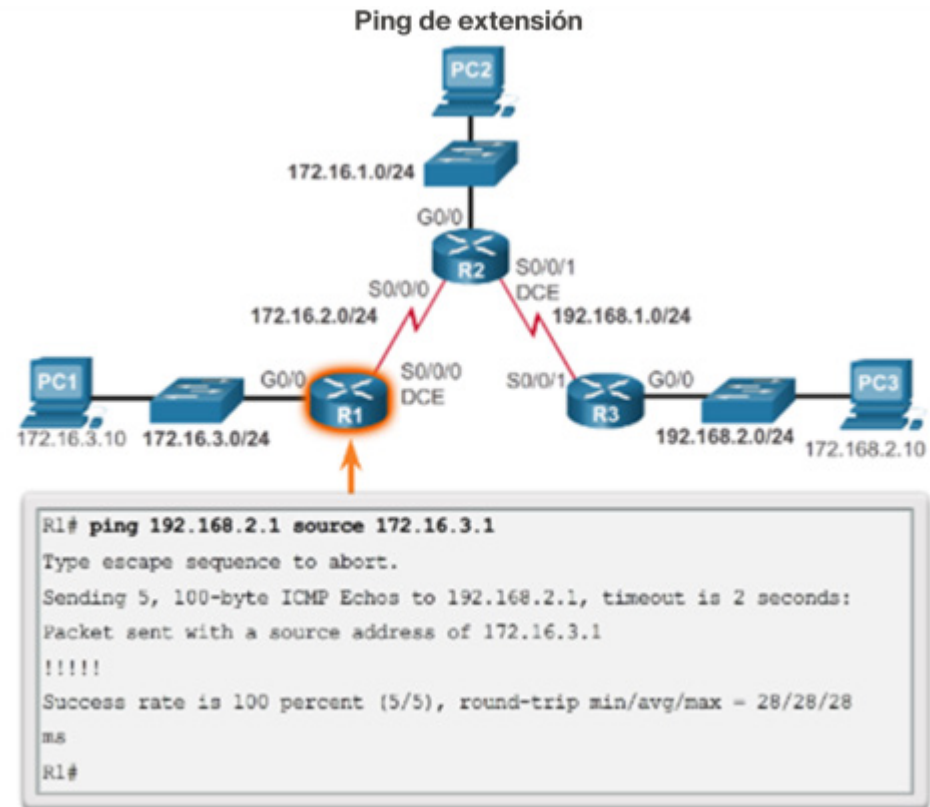 Ping de extensión
PC2
172.16.1.0/24
G0/0
R2
S0/0/1
DCE
S0/0/0
172.16.2.0/24
192.168.1.0/24
PC1
G0/0
S0/0/0
DCE
R1
S0/0/1
G0/0
R3
PC3
172.16.3.10
172.16.3.0/24
192.168.2.0/24
172.168.2.10
R1# ping 192.168.2.1 source 172.16.3.1
Type escape sequence to abort.
Sending 5, 100-byte ICMP Echos to 192.168.2.1, timeout is 2 seconds:
Packet sent with a source address of 172.16.3.1
!!!!!
Success rate is 100 percent (5/5), round-trip min/avg/max = 28/28/28
ms
R1#